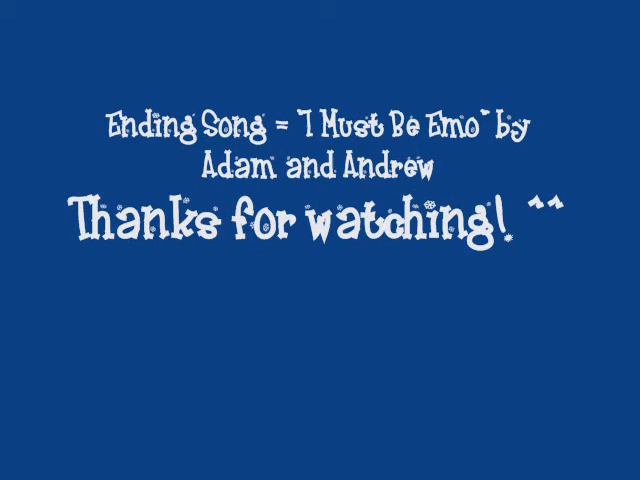 Ending Song = "I Must Be Emo" by
Adam and Andrew
Thanks for watching! ^^